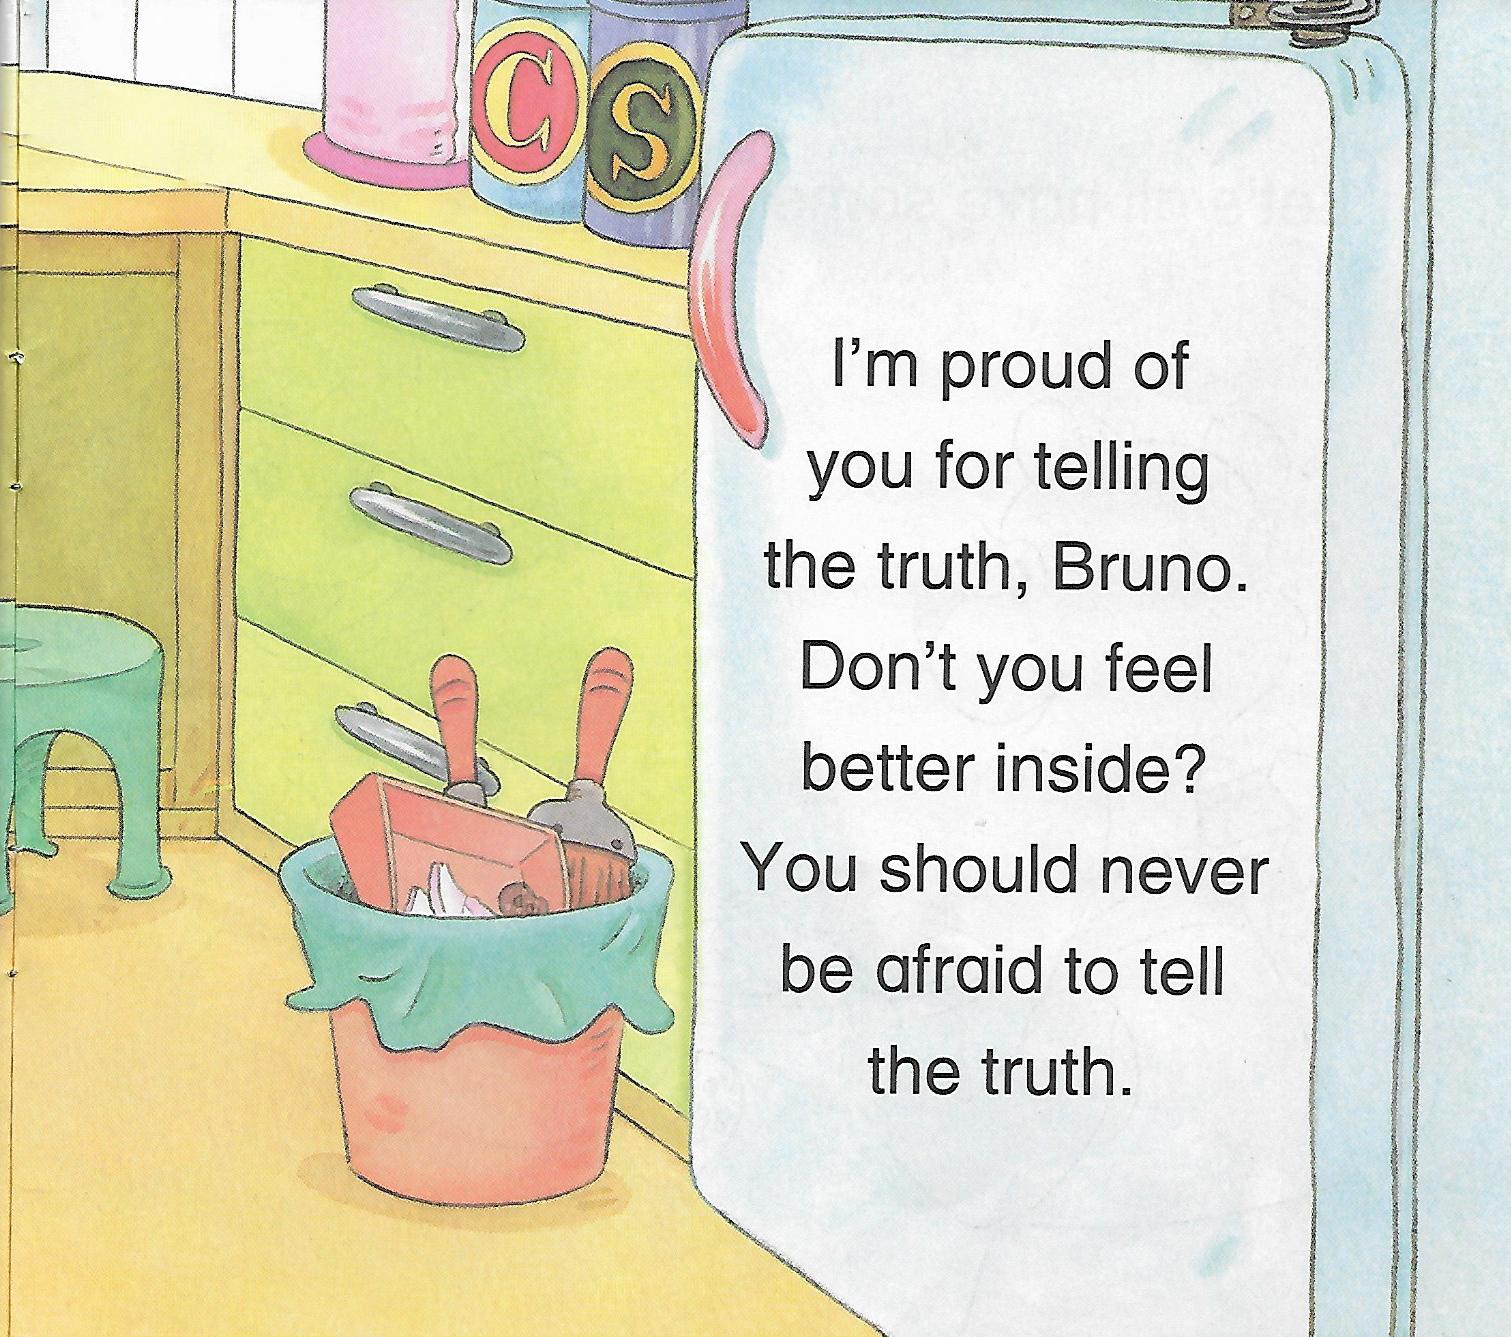 C
S
I'm proud of
you for telling
the truth, Bruno.
Don't you feel
better inside?
You should never
be afraid to tell
the truth.